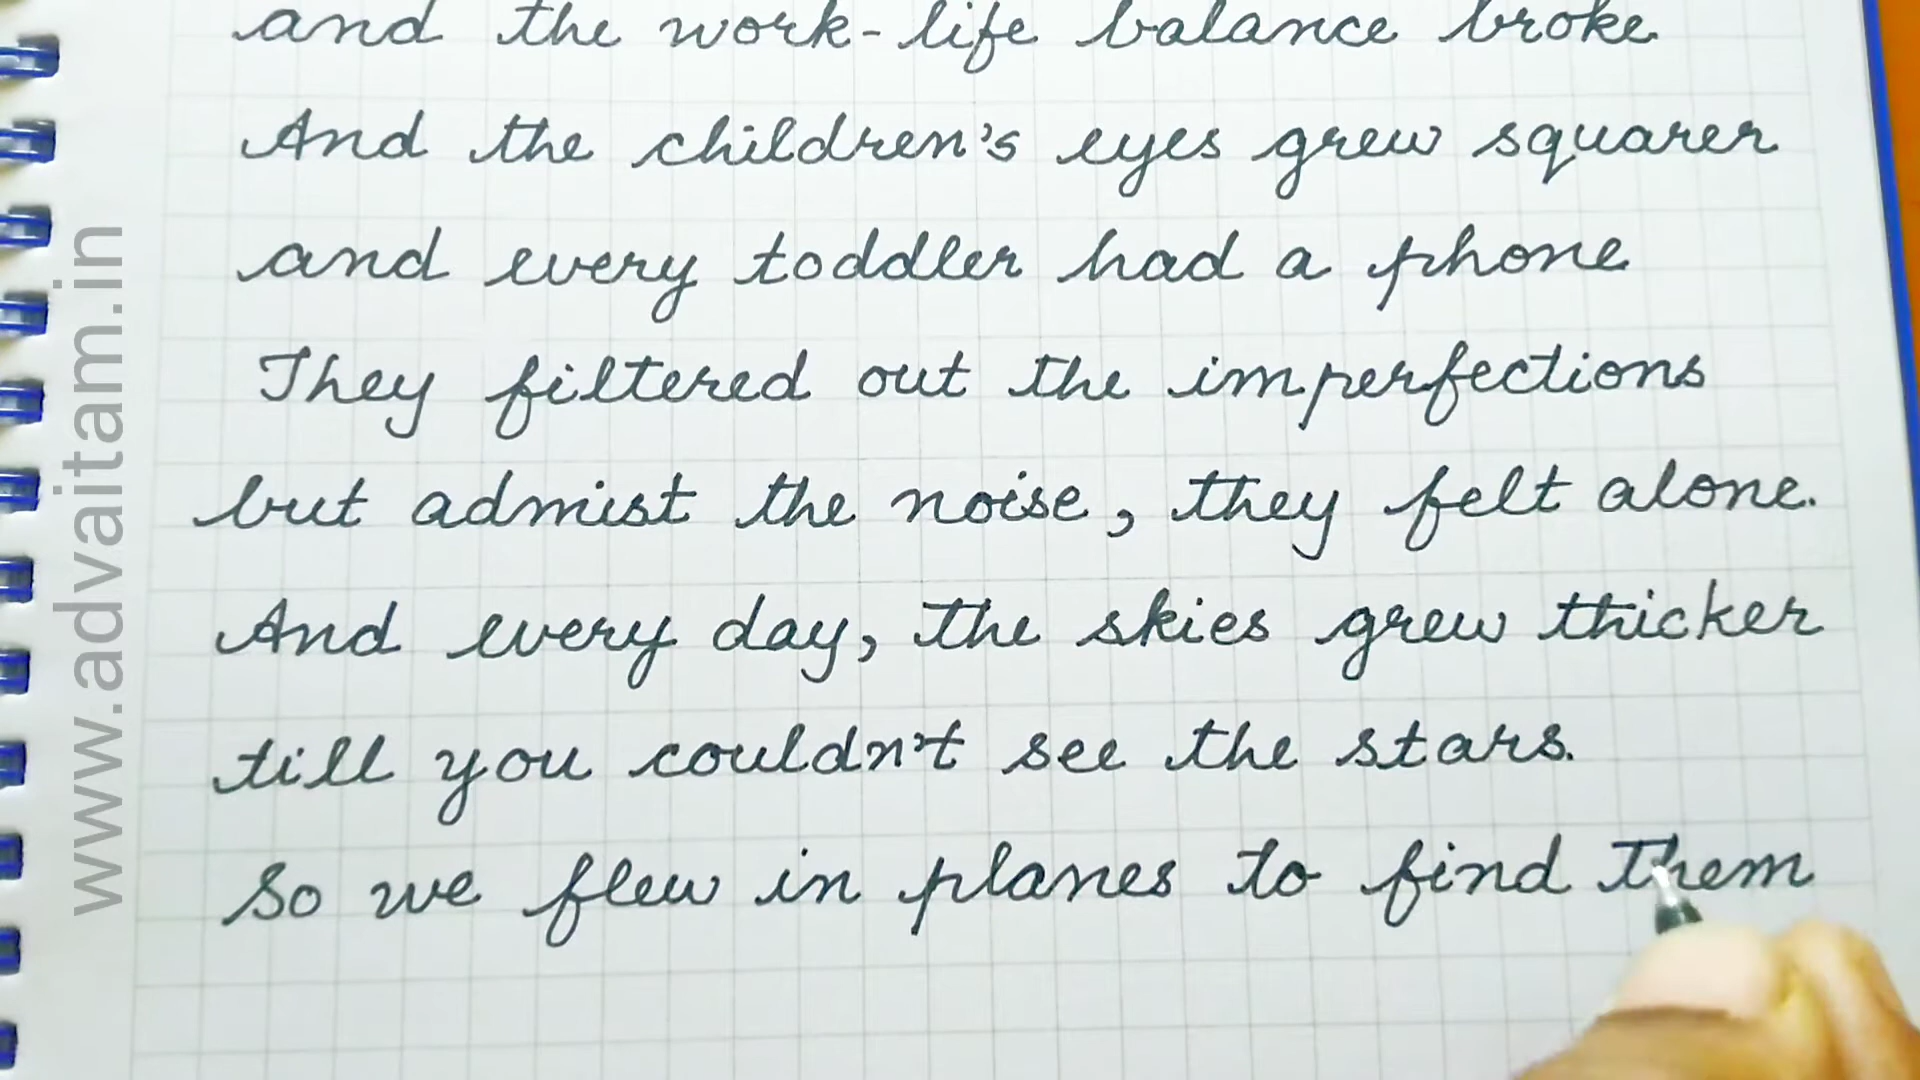 and the work-life balance broke
And the children's eyes grew squarer
and every toddler had a phone
They filtered out the imperfections
but admist the noise, they felt alone.
And every day, the skies grew thicker
till you couldn't see the stars.
So we flew in planes to find them
www.advaitam.in